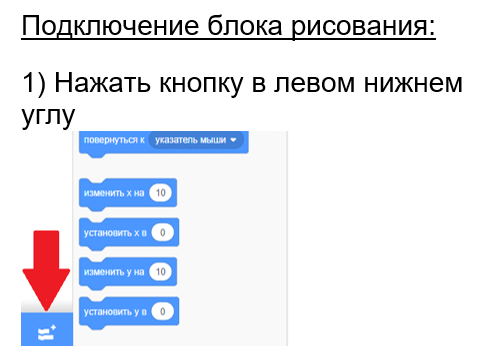 Подключение блока рисования:
1) Нажать кнопку в левом нижнем
углу
повернуться к указатель мыши
изменить x на 10
установить x в 0
изменить y на 10
установить y в 0